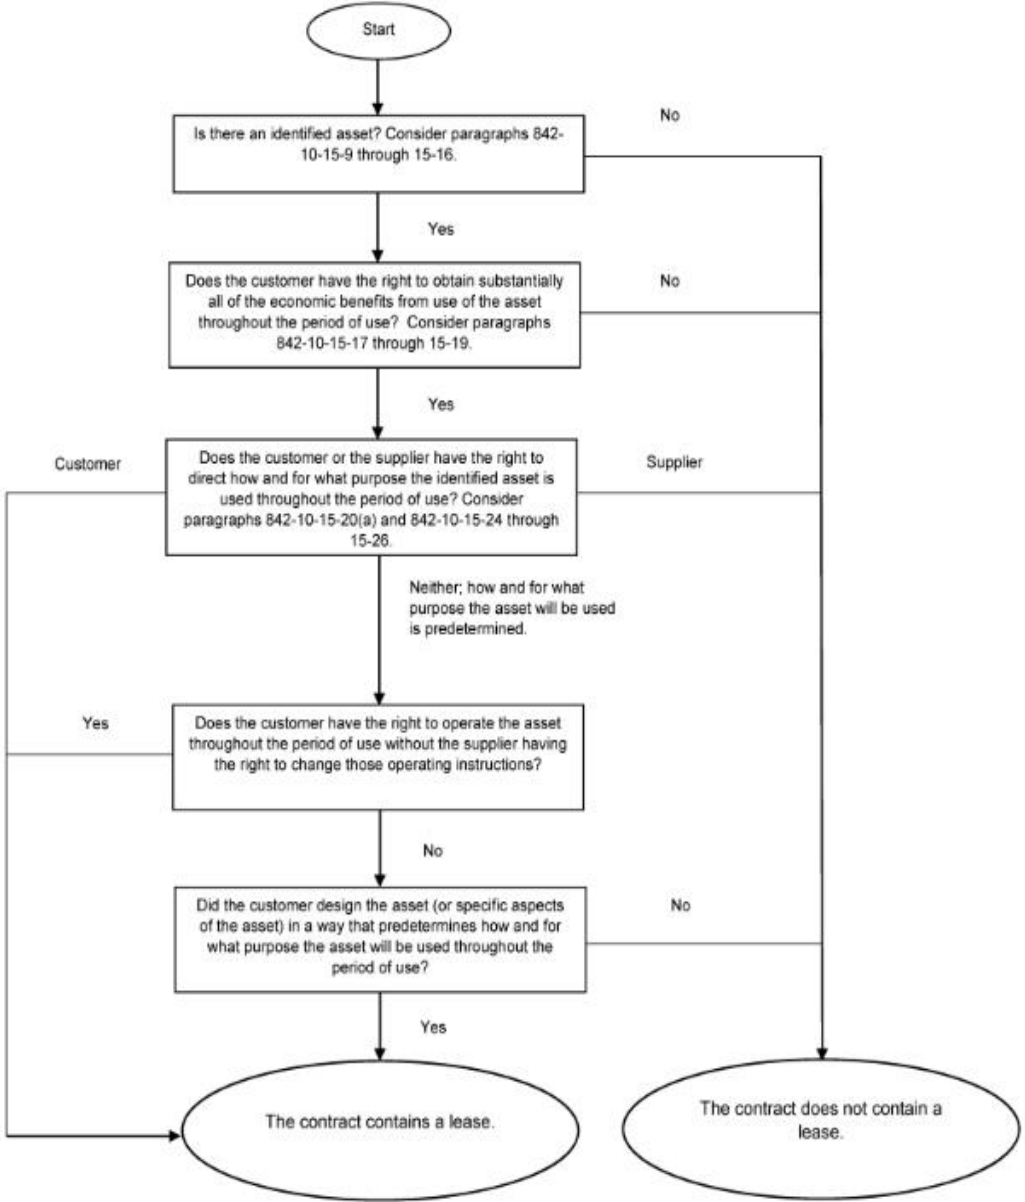 Start
No
Is there an identified asset? Consider paragraphs 842-
10-15-9 through 15-16.
Yes
Does the customer have the right to obtain substantially
all of the economic benefits from use of the asset
throughout the period of use? Consider paragraphs
842-10-15-17 through 15-19.
No
Yes
Customer
Does the customer or the supplier have the right to
direct how and for what purpose the identified asset is
used throughout the period of use? Consider
paragraphs 842-10-15-20(a) and 842-10-15-24 through
15-26.
Supplier
Neither; how and for what
purpose the asset will be used
is predetermined.
Yes
Does the customer have the right to operate the asset
throughout the period of use without the supplier having
the right to change those operating instructions?
No
Did the customer design the asset (or specific aspects
of the asset) in a way that predetermines how and for
what purpose the asset will be used throughout the
period of use?
No
Yes
The contract contains a lease.
The contract does not contain a
lease.